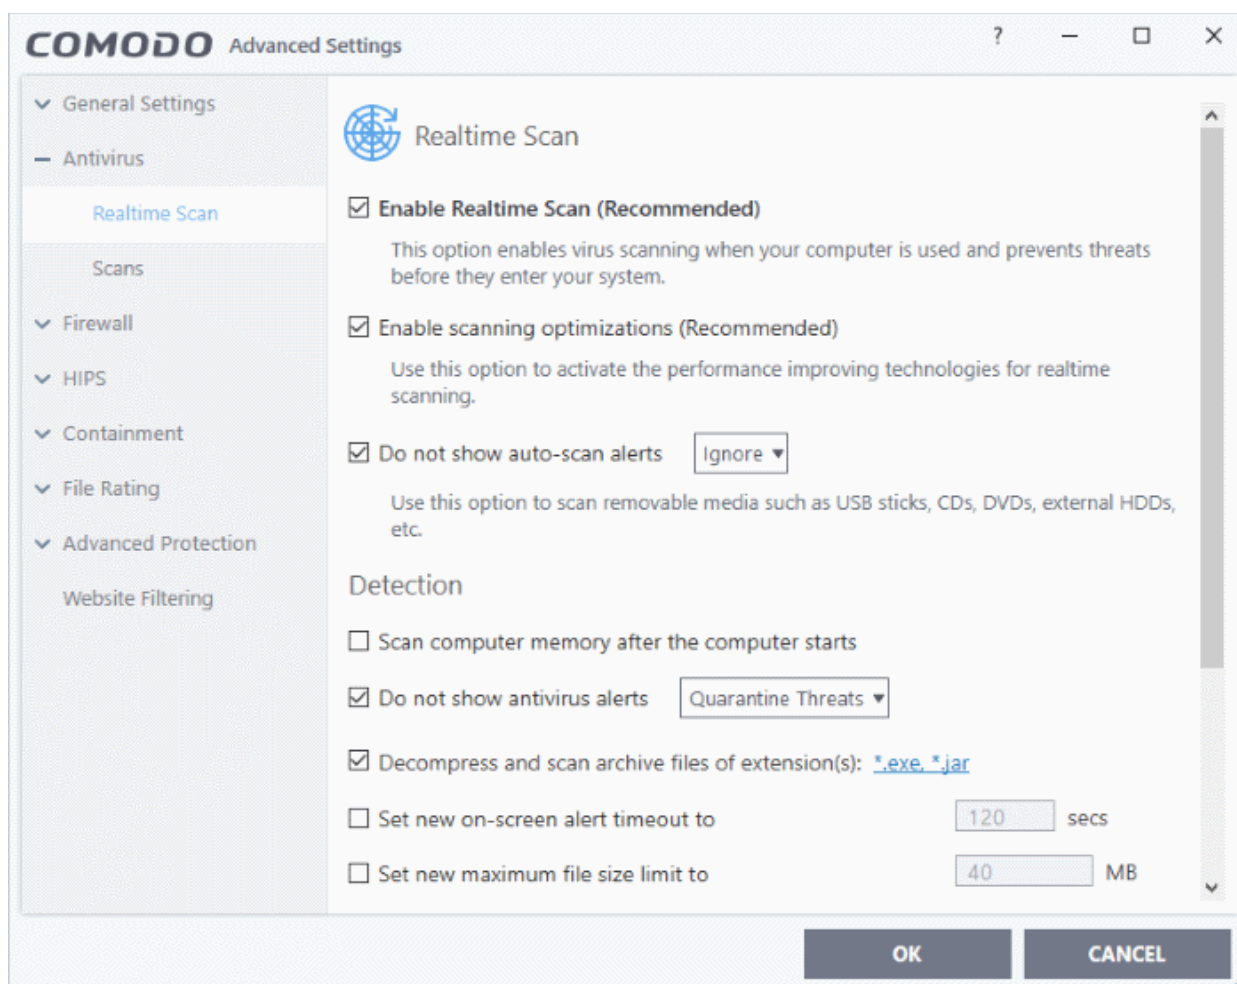 COMODO Advanced Settings ?
General Settings
Antivirus
Realtime Scan
Scans
Firewall
HIPS
Containment
File Rating
Advanced Protection
Website Filtering
Realtime Scan
Enable Realtime Scan (Recommended)
This option enables virus scanning when your computer is used and prevents threats
before they enter your system.
Enable scanning optimizations (Recommended)
Use this option to activate the performance improving technologies for realtime
scanning.
Do not show auto-scan alerts Ignore
Use this option to scan removable media such as USB sticks, CDs, DVDs, external HDDs,
etc.
Detection
Scan computer memory after the computer starts
Do not show antivirus alerts Quarantine Threats
Decompress and scan archive files of extension(s): *.exe, *.jar
Set new on-screen alert timeout to 120 secs
Set new maximum file size limit to 40 MB
OK CANCEL